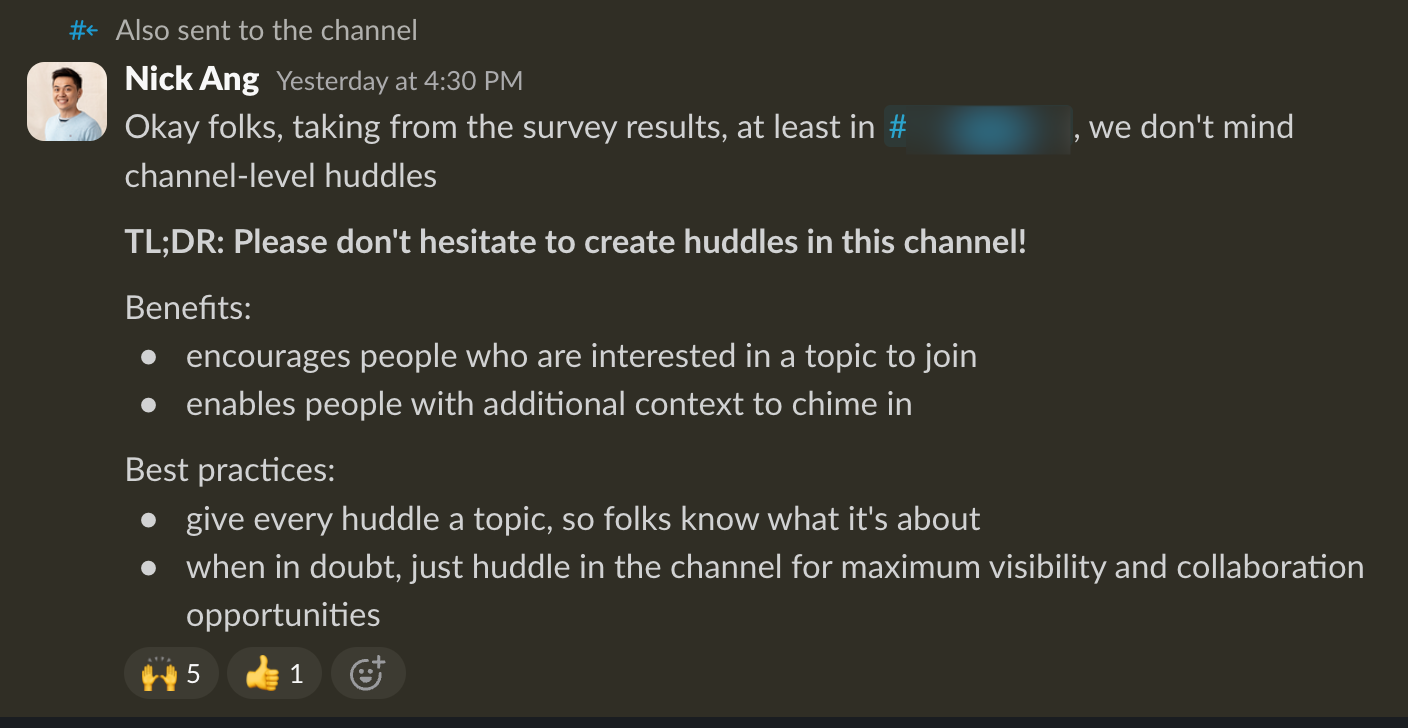 #← Also sent to the channel
Nick Ang Yesterday at 4:30 PM
Okay folks, taking from the survey results, at least in # , we don't mind
channel-level huddles
TL;DR: Please don't hesitate to create huddles in this channel!
Benefits:
● encourages people who are interested in a topic to join
● enables people with additional context to chime in
Best practices:
● give every huddle a topic, so folks know what it's about
● when in doubt, just huddle in the channel for maximum visibility and collaboration
opportunities
🙌 5 👍 1